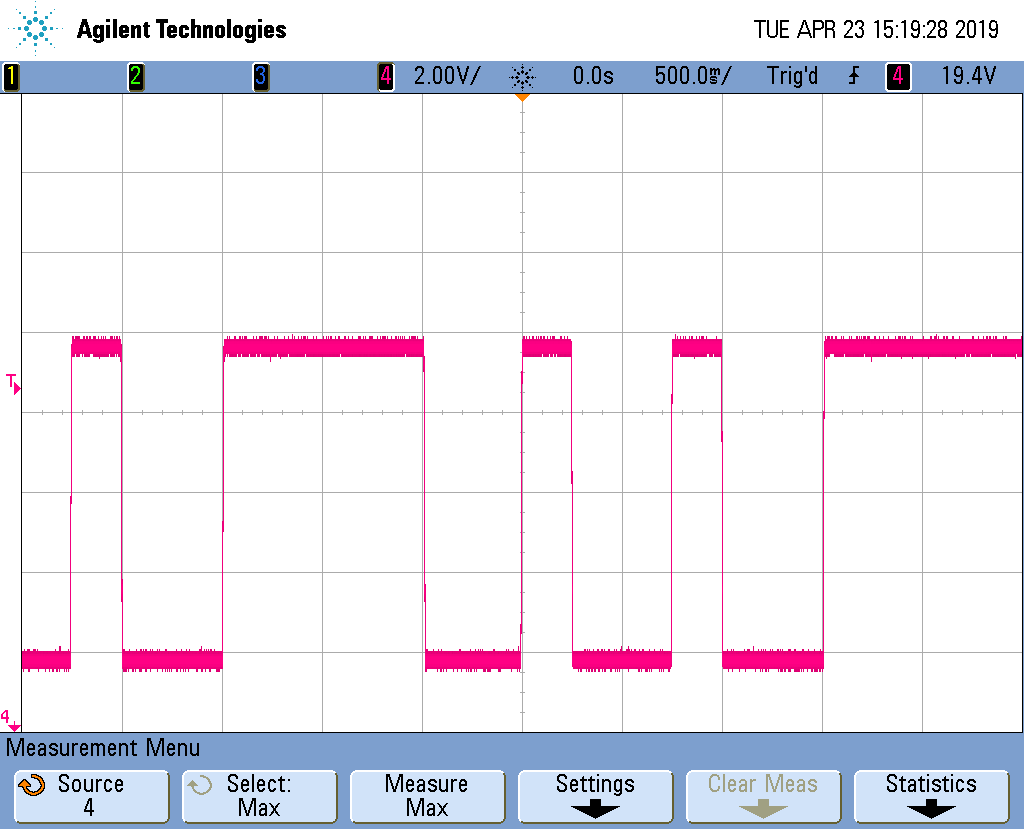 Agilent Technologies
TUE APR 23 15:19:28 2019
1 2 3 4 2.00V/ 0.0s 500.0ms/ Trig'd 4 19.4V
T
4
Measurement Menu
Source Select: Measure Settings Clear Meas Statistics
4 Max Max